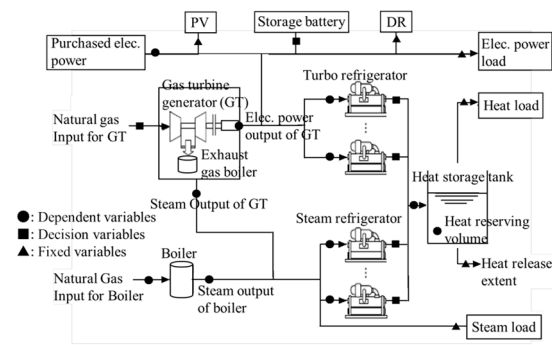 PV
Storage battery
DR
Purchased elec.
power
Elec. power
load
Gas turbine
generator (GT)
Turbo refrigerator
Heat load
Natural gas
Input for GT
Elec. power
output of GT
Exhaust
gas boiler
Heat storage tank
Steam Output of GT
●: Dependent variables
■: Decision variables
▲: Fixed variables
Steam refrigerator
Heat reserving
volume
Boiler
Heat release
extent
Natural Gas
Input for Boiler
Steam output
of boiler
Steam load